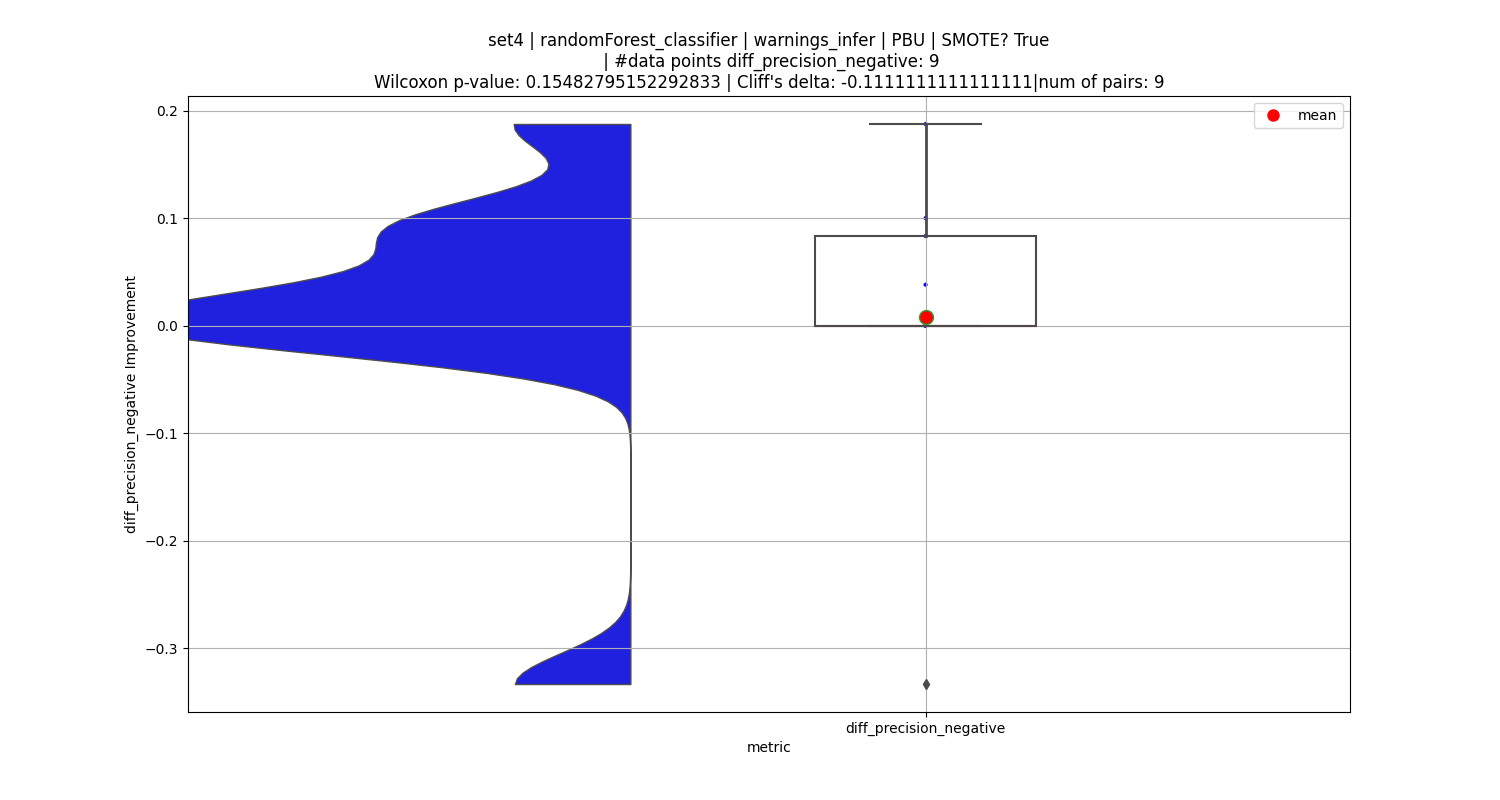 set4 | randomForest_classifier | warnings_infer | PBU | SMOTE? True
| #data points diff_precision_negative: 9
Wilcoxon p-value: 0.15482795152292833 | Cliff's delta: -0.1111111111111111|num of pairs: 9
mean
0.2
0.1
0.0
−0.1
−0.2
−0.3
diff_precision_negative Improvement
diff_precision_negative
metric